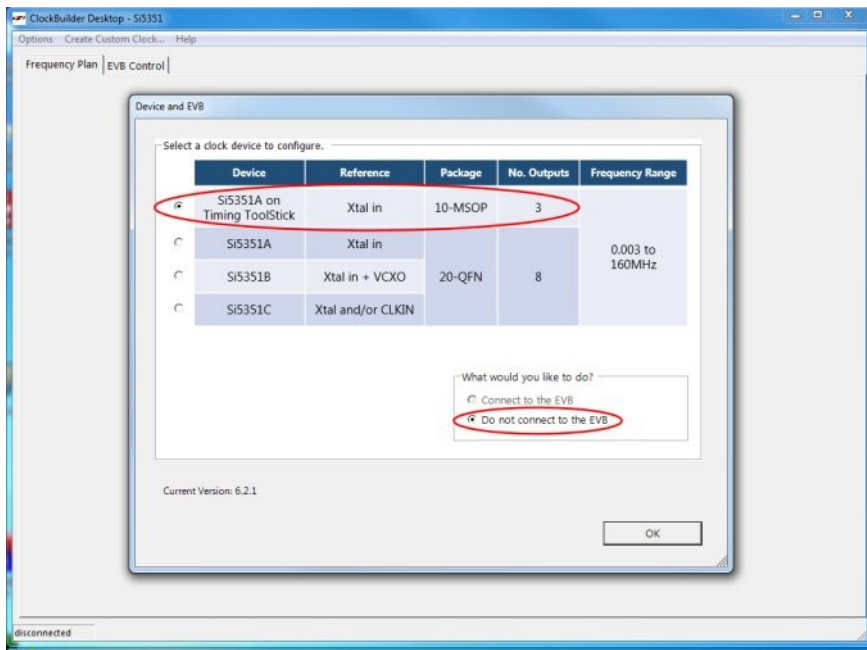 ClockBuilder Desktop - Si5351
Options Create Custom Clock... Help
Frequency Plan EVB Control
Device and EVB
Select a clock device to configure.
Device Reference Package No. Outputs Frequency Range
Si5351A on
Timing ToolStick Xtal in 10-MSOP 3
Si5351A Xtal in
Si5351B Xtal in + VCXO 20-QFN 8
Si5351C Xtal and/or CLKIN
0.003 to
160MHz
What would you like to do?
Connect to the EVB
Do not connect to the EVB
Current Version: 6.2.1
OK
disconnected